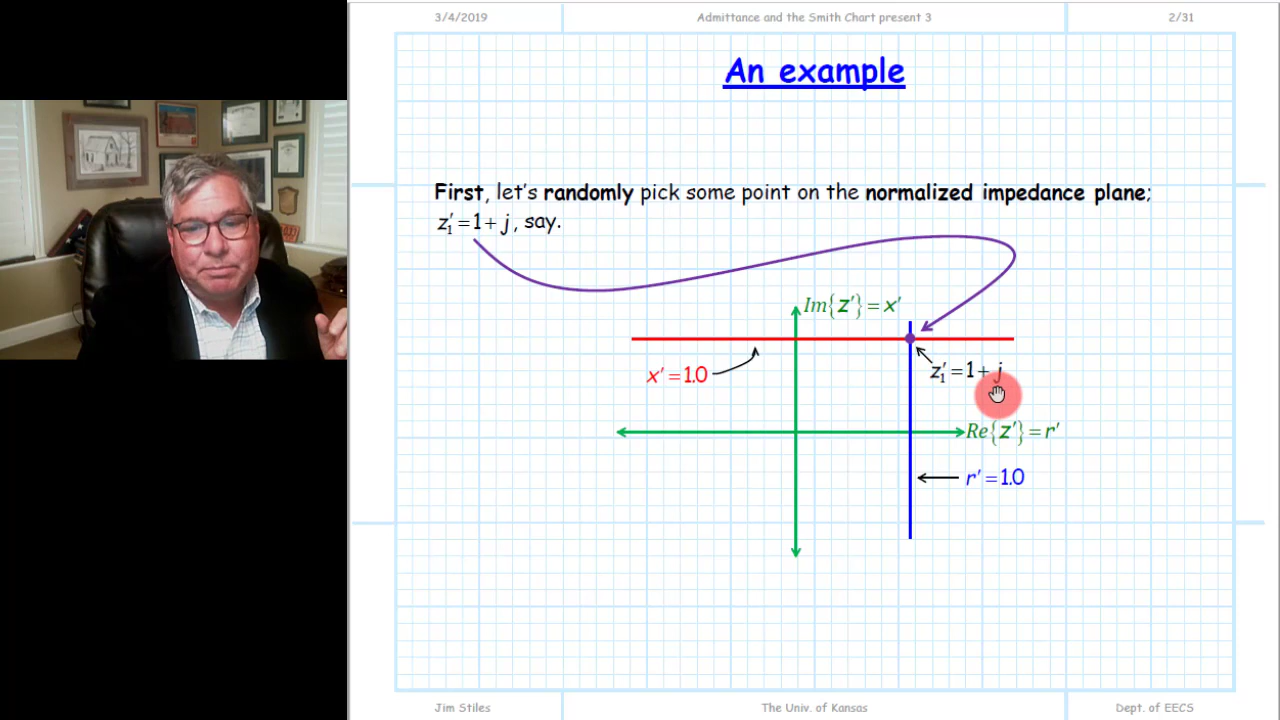 3/4/2019 Admittance and the Smith Chart present 3 2/31
An example
First, let's randomly pick some point on the normalized impedance plane;
z₁′ = 1 + j, say.
Im{z′} = x′
x′ = 1.0
z₁′ = 1 + j
Re{z′} = r′
r′ = 1.0
Jim Stiles The Univ. of Kansas Dept. of EECS